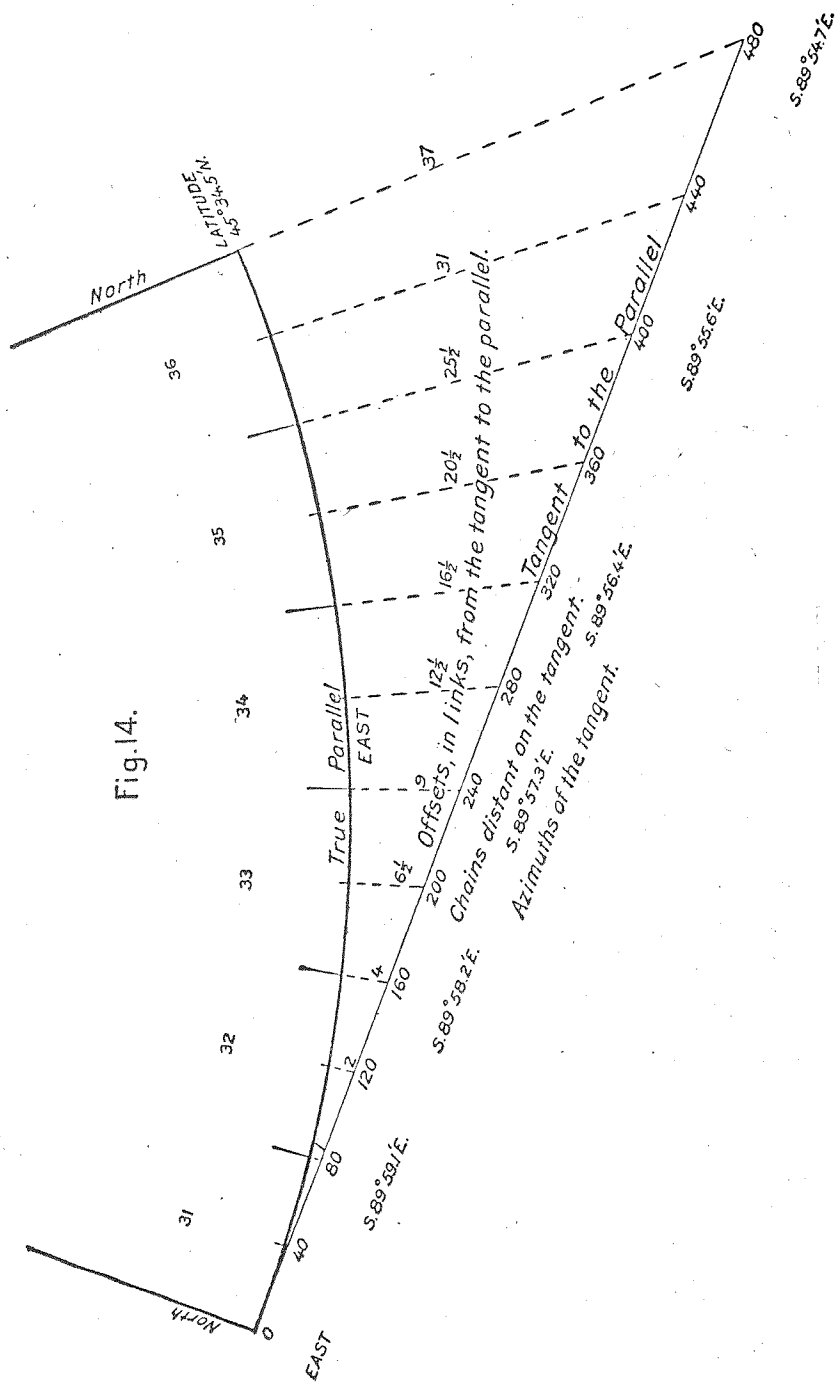 Fig.14.
North
LATITUDE
45°34.5'N.
31
32
33
34
35
36
North
True Parallel
EAST
2
4
6½
9
12½
16½
20½
25½
31
37
Offsets, in links, from the tangent to the parallel.
0
40
80
120
160
200
240
280
320
360
400
440
480
Tangent to the Parallel
Chains distant on the tangent.
EAST
S.89°59.1'E.
S.89°58.2'E.
S.89°57.3'E.
S.89°56.4'E.
S.89°55.6'E.
S.89°54.7'E.
Azimuths of the tangent.